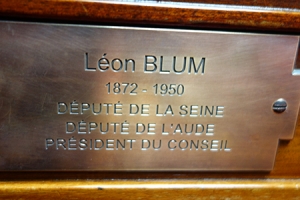 Léon BLUM
1872 - 1950
DÉPUTÉ DE LA SEINE
DÉPUTÉ DE L'AUDE
PRÉSIDENT DU CONSEIL